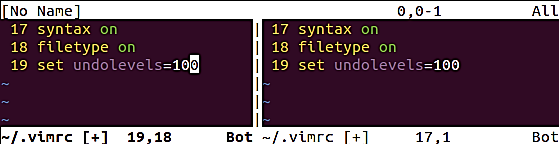 [No Name] 0,0-1 All
17 syntax on | 17 syntax on
18 filetype on | 18 filetype on
19 set undolevels=100 | 19 set undolevels=100
~ | ~
~ | ~
~ | ~
~/.vimrc [+] 19,18 Bot ~/.vimrc [+] 17,1 Bot